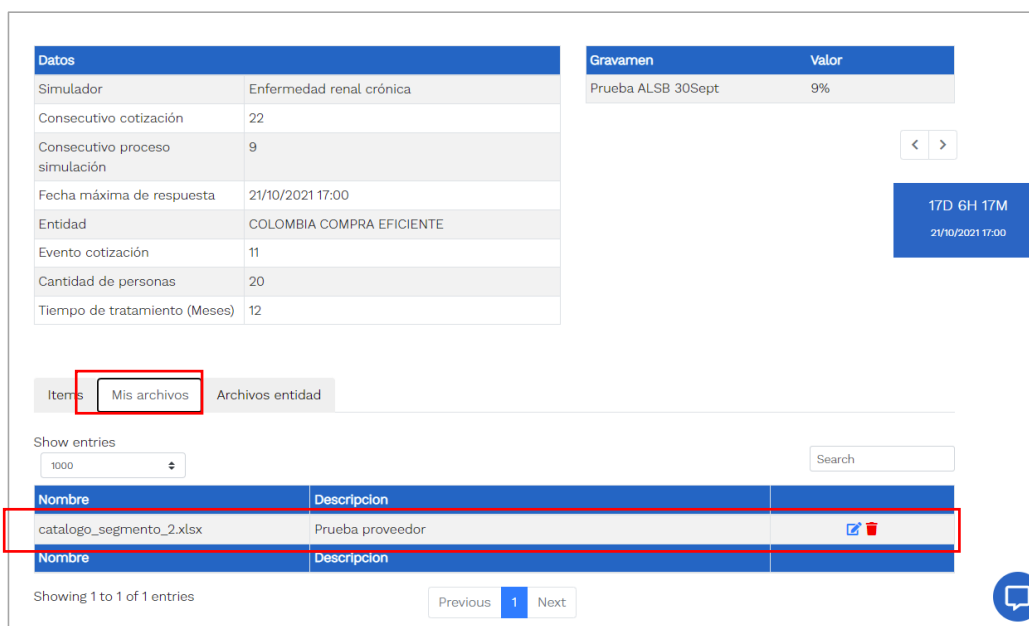 Datos
Simulador Enfermedad renal crónica
Consecutivo cotización 22
Consecutivo proceso 9
simulación
Fecha máxima de respuesta 21/10/2021 17:00
Entidad COLOMBIA COMPRA EFICIENTE
Evento cotización 11
Cantidad de personas 20
Tiempo de tratamiento (Meses) 12
Gravamen Valor
Prueba ALSB 30Sept 9%
17D 6H 17M
21/10/2021 17:00
Items Mis archivos Archivos entidad
Show entries
1000
Search
Nombre Descripcion
catalogo_segmento_2.xlsx Prueba proveedor
Nombre Descripcion
Showing 1 to 1 of 1 entries
Previous 1 Next